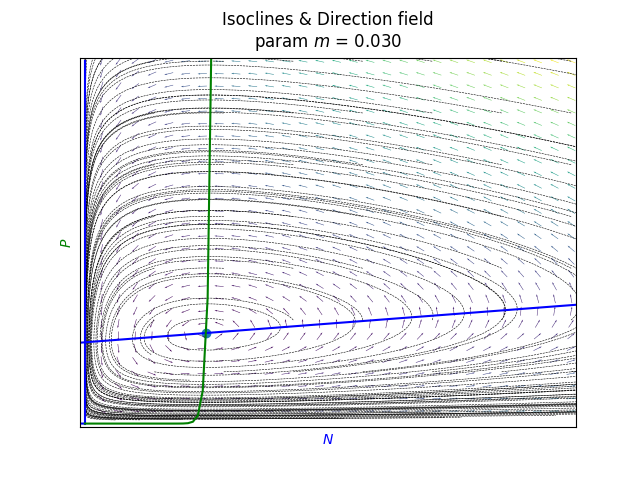 Isoclines & Direction field
param m = 0.030
P
N